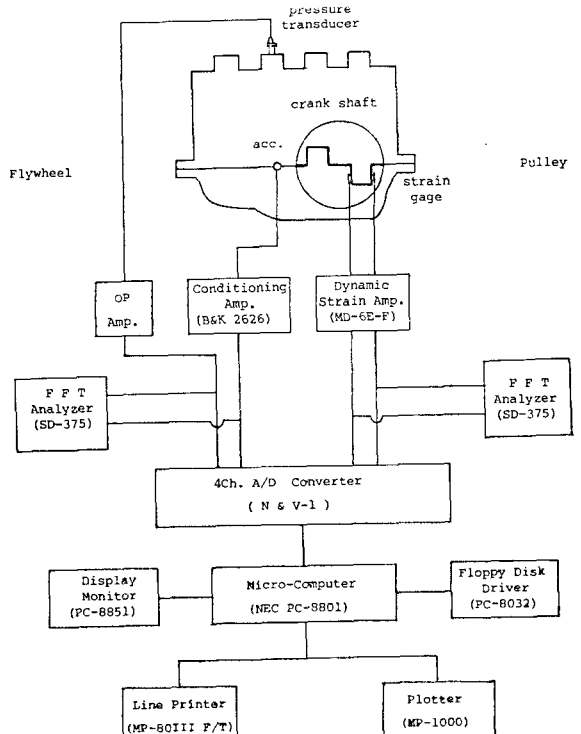 pressure
transducer
crank shaft
acc.
Flywheel
Pulley
strain
gage
OP
Amp.
Conditioning
Amp.
(B&K 2626)
Dynamic
Strain Amp.
(MD-6E-F)
F F T
Analyzer
(SD-375)
F F T
Analyzer
(SD-375)
4Ch. A/D Converter
( N & V-1 )
Display
Monitor
(PC-8851)
Micro-Computer
(NEC PC-8801)
Floppy Disk
Driver
(PC-8032)
Line Printer
(MP-80III F/T)
Plotter
(MP-1000)